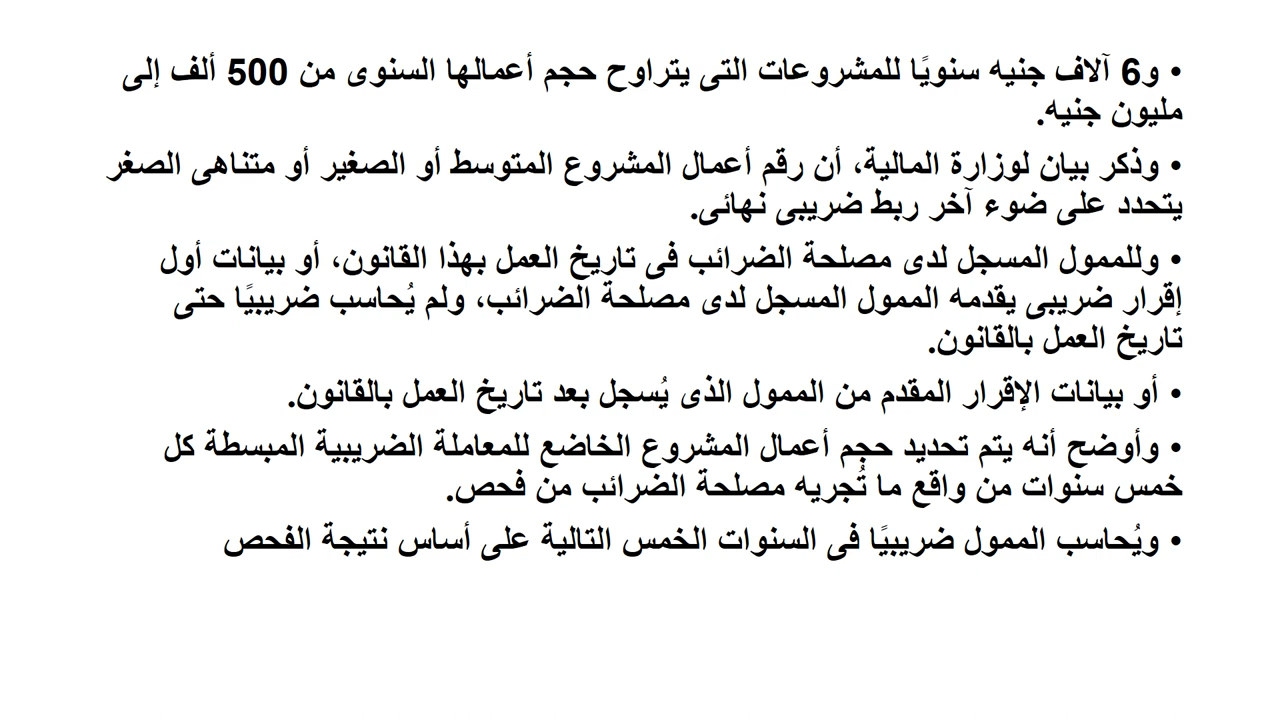 • و6 آلاف جنيه سنويًا للمشروعات التى يتراوح حجم أعمالها السنوى من 500 ألف إلى
مليون جنيه.
• وذكر بيان لوزارة المالية، أن رقم أعمال المشروع المتوسط أو الصغير أو متناهى الصغر
يتحدد على ضوء آخر ربط ضريبى نهائى.
• وللممول المسجل لدى مصلحة الضرائب فى تاريخ العمل بهذا القانون، أو بيانات أول
إقرار ضريبى يقدمه الممول المسجل لدى مصلحة الضرائب، ولم يُحاسب ضريبيًا حتى
تاريخ العمل بالقانون.
• أو بيانات الإقرار المقدم من الممول الذى يُسجل بعد تاريخ العمل بالقانون.
• وأوضح أنه يتم تحديد حجم أعمال المشروع الخاضع للمعاملة الضريبية المبسطة كل
خمس سنوات من واقع ما تُجريه مصلحة الضرائب من فحص.
• ويُحاسب الممول ضريبيًا فى السنوات الخمس التالية على أساس نتيجة الفحص